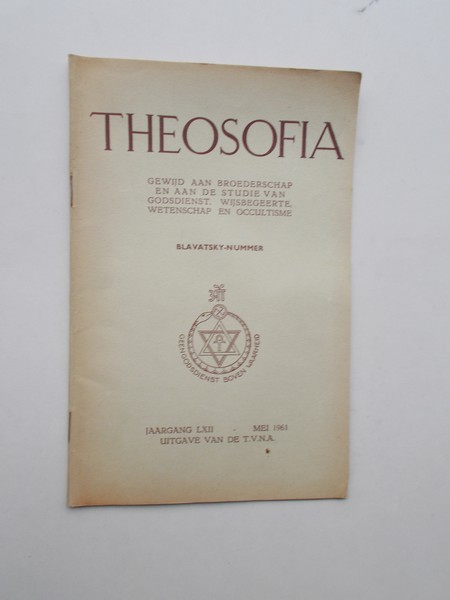 THEOSOFIA
GEWIJD AAN BROEDERSCHAP
EN AAN DE STUDIE VAN
GODSDIENST, WIJSBEGEERTE,
WETENSCHAP EN OCCULTISME
BLAVATSKY-NUMMER
GEEN GODSDIENST BOVEN WAARHEID
JAARGANG LXII - MEI 1961
UITGAVE VAN DE T.V.N.A.